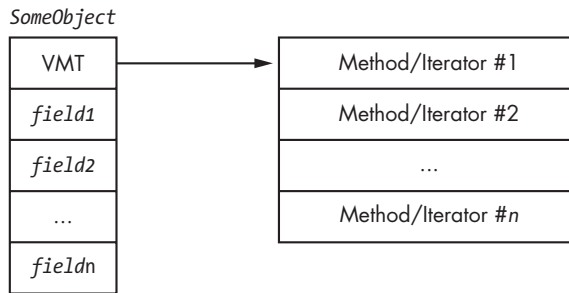 SomeObject
VMT
field1
field2
...
fieldn
Method/Iterator #1
Method/Iterator #2
...
Method/Iterator #n